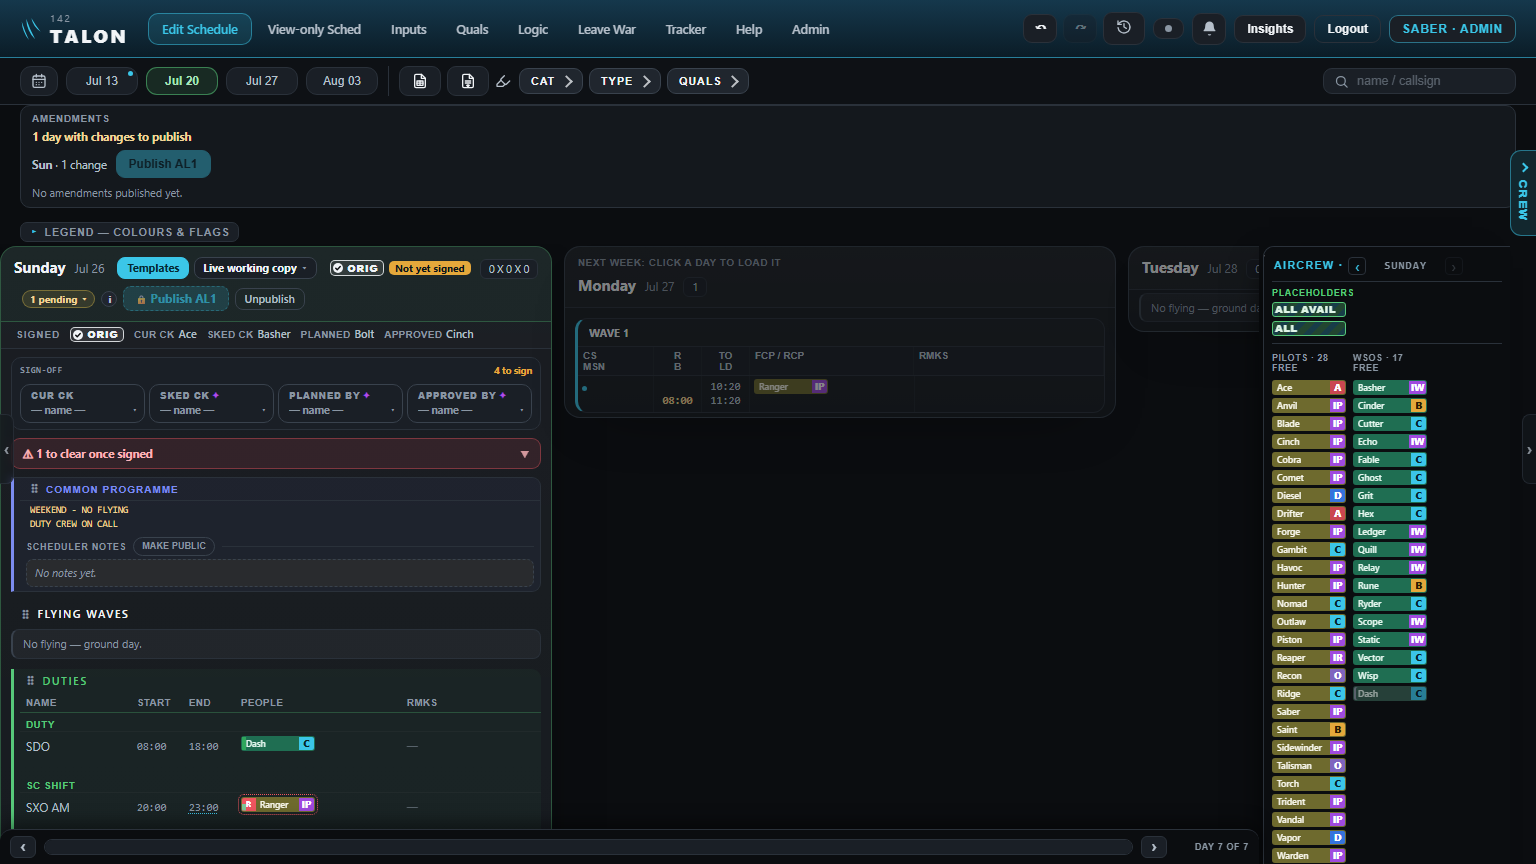 142
TALON
Edit Schedule
View-only Sched
Inputs
Quals
Logic
Leave War
Tracker
Help
Admin
Insights
Logout
SABER · ADMIN
Jul 13
Jul 20
Jul 27
Aug 03
CAT
TYPE
QUALS
name / callsign
AMENDMENTS
1 day with changes to publish
Sun · 1 change
Publish AL1
No amendments published yet.
CREW
LEGEND — COLOURS & FLAGS
Sunday Jul 26
Templates
Live working copy
ORIG
Not yet signed
0X0X0
1 pending
i
Publish AL1
Unpublish
SIGNED ORIG CUR CK Ace SKED CK Basher PLANNED Bolt APPROVED Cinch
SIGN-OFF
4 to sign
CUR CK
— name —
SKED CK
— name —
PLANNED BY
— name —
APPROVED BY
— name —
1 to clear once signed
COMMON PROGRAMME
WEEKEND - NO FLYING
DUTY CREW ON CALL
SCHEDULER NOTES
MAKE PUBLIC
No notes yet.
FLYING WAVES
No flying — ground day.
DUTIES
NAME START END PEOPLE RMKS
DUTY
SDO 08:00 18:00 Dash C —
SC SHIFT
SXO AM 20:00 23:00 R Ranger IP —
NEXT WEEK: CLICK A DAY TO LOAD IT
Monday Jul 27 1
WAVE 1
CS R TO FCP / RCP RMKS
MSN B LD
10:20 Ranger IP
08:00 11:20
Tuesday Jul 28
No flying — ground da
AIRCREW ·
SUNDAY
PLACEHOLDERS
ALL AVAIL
ALL
PILOTS · 28 WSOS · 17
FREE FREE
Ace A Basher IW
Anvil IP Cinder B
Blade IP Cutter C
Cinch IP Echo IW
Cobra IP Fable C
Comet IP Ghost C
Diesel D Grit C
Drifter A Hex C
Forge IP Ledger IW
Gambit C Quill IW
Havoc IP Relay IW
Hunter IP Rune B
Nomad C Ryder C
Outlaw C Scope IW
Piston IP Static IW
Reaper IR Vector C
Recon O Wisp C
Ridge C Dash C
Saber IP
Saint B
Sidewinder IP
Talisman O
Torch C
Trident IP
Vandal IP
Vapor D
Warden IP
DAY 7 OF 7